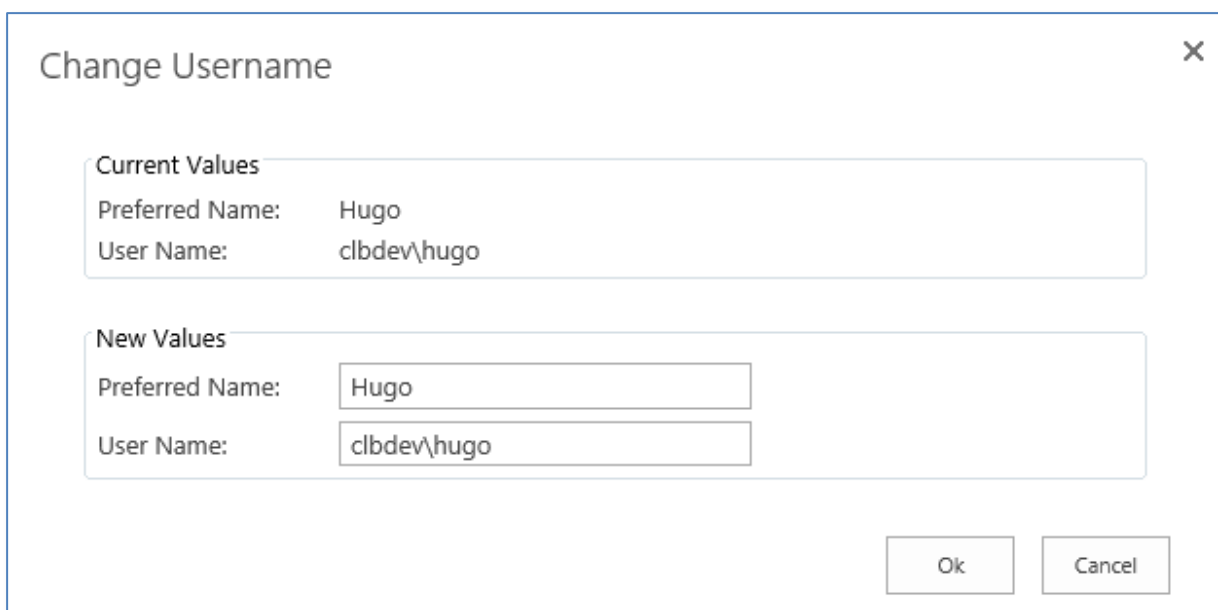 Change Username
Current Values
Preferred Name: Hugo
User Name: clbdev\hugo
New Values
Preferred Name: Hugo
User Name: clbdev\hugo
Ok Cancel